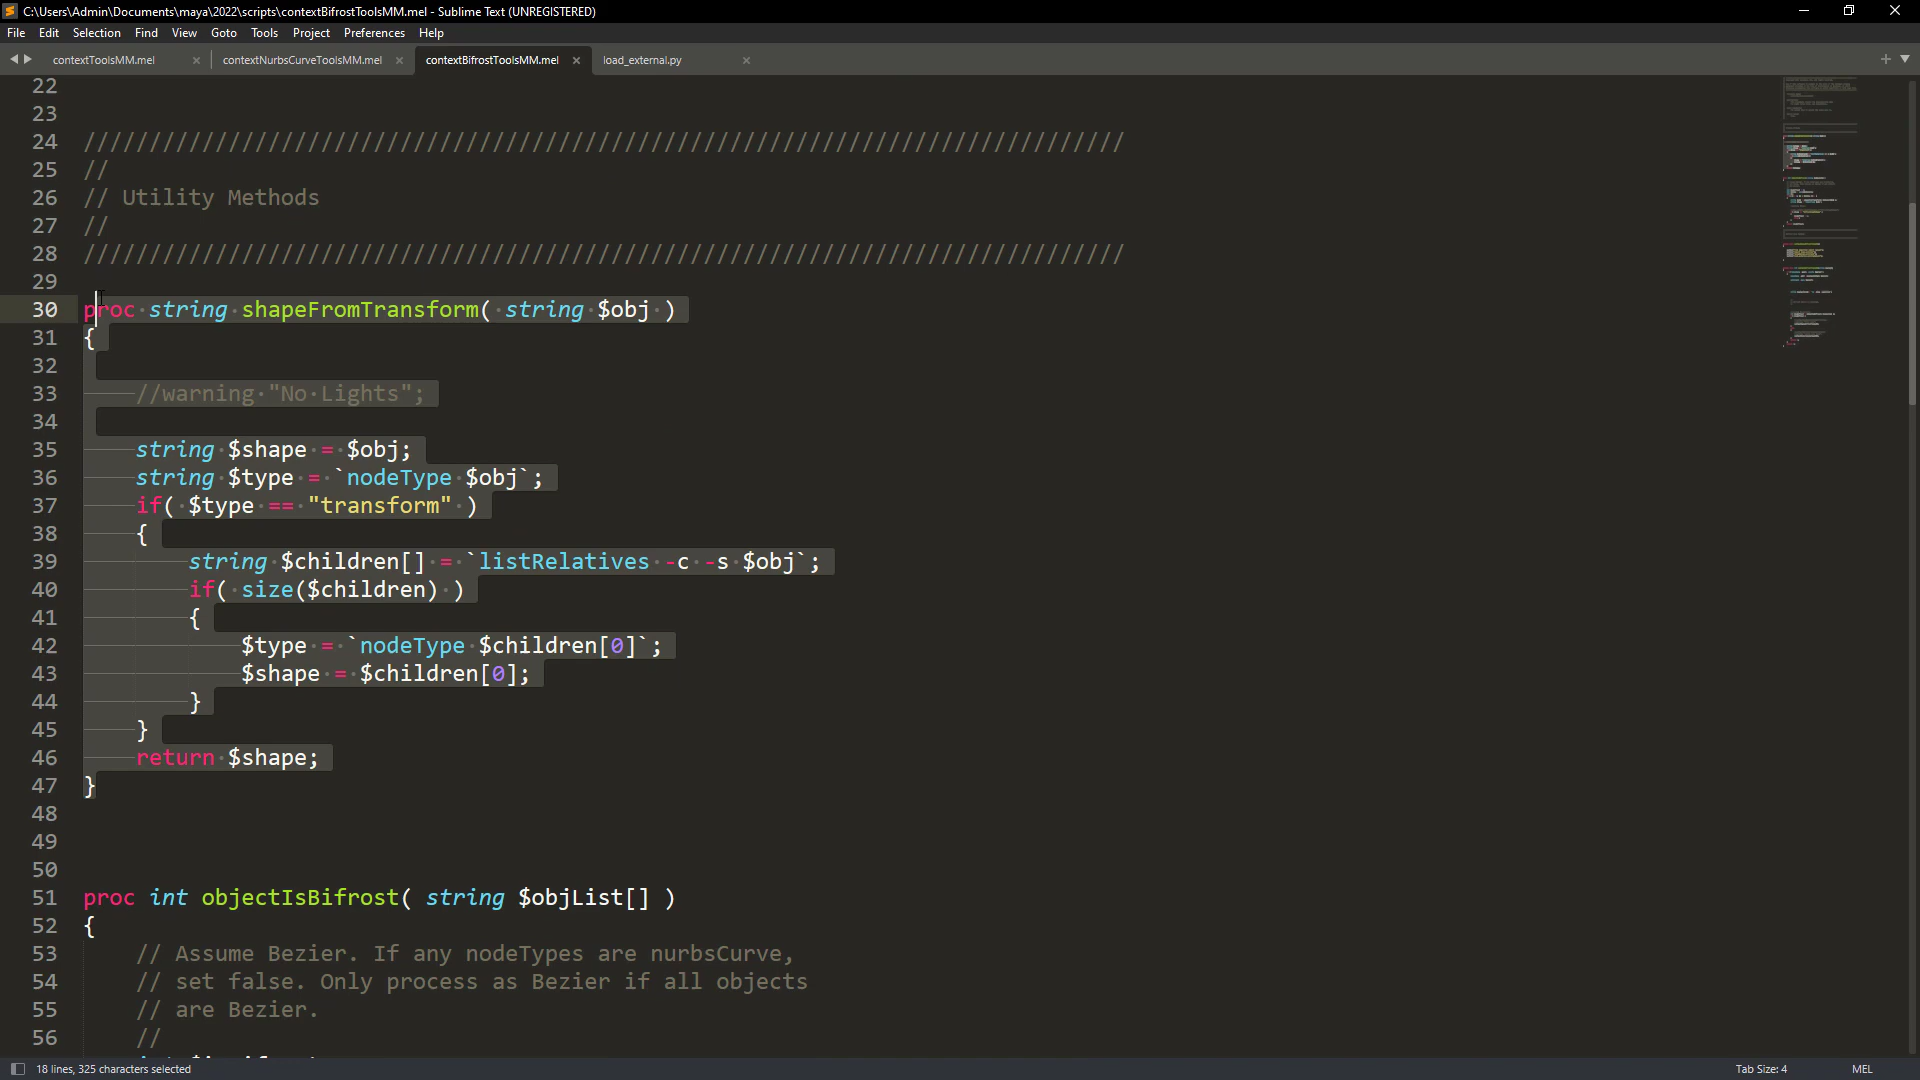 C:\Users\Admin\Documents\maya\2022\scripts\contextBifrostToolsMM.mel - Sublime Text (UNREGISTERED)
File Edit Selection Find View Goto Tools Project Preferences Help
contextToolsMM.mel × contextNurbsCurveToolsMM.mel × contextBifrostToolsMM.mel × load_external.py ×
22
23
24 ///////////////////////////////////////////////////////////////////////////////
25 //
26 // Utility Methods
27 //
28 ///////////////////////////////////////////////////////////////////////////////
29
30 proc string shapeFromTransform( string $obj )
31 {
32
33 //warning "No Lights";
34
35 string $shape = $obj;
36 string $type = `nodeType $obj`;
37 if( $type == "transform" )
38 {
39 string $children[] = `listRelatives -c -s $obj`;
40 if( size($children) )
41 {
42 $type = `nodeType $children[0]`;
43 $shape = $children[0];
44 }
45 }
46 return $shape;
47 }
48
49
50
51 proc int objectIsBifrost( string $objList[] )
52 {
53 // Assume Bezier. If any nodeTypes are nurbsCurve,
54 // set false. Only process as Bezier if all objects
55 // are Bezier.
56 //
18 lines, 325 characters selected
Tab Size: 4 MEL